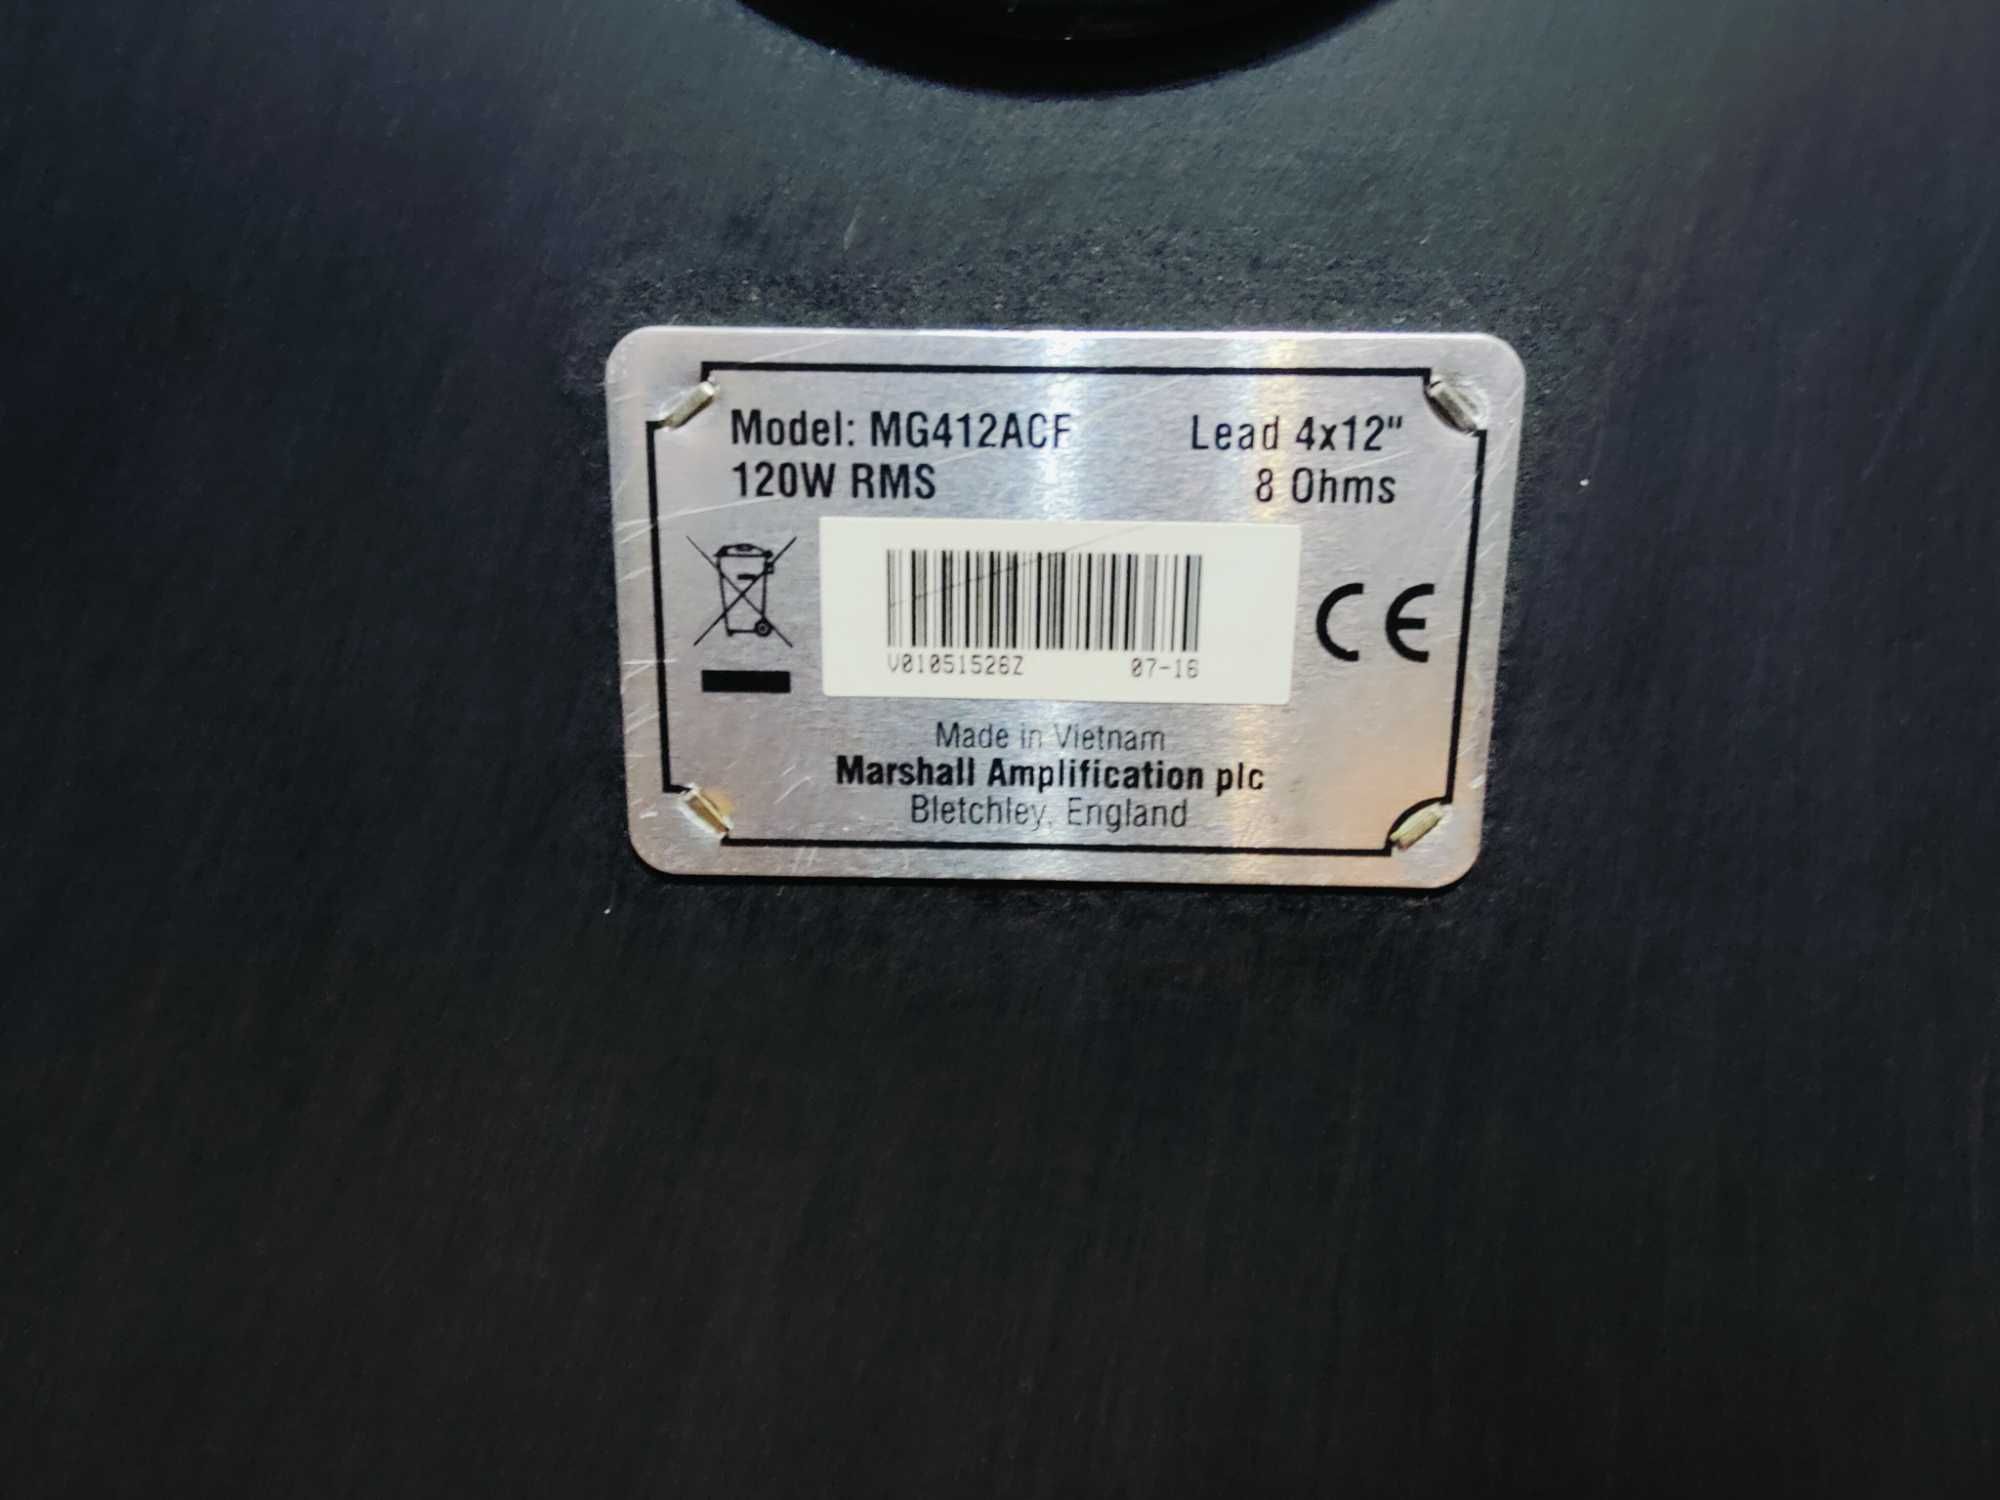 Model: MG412ACF Lead 4x12"
120W RMS 8 Ohms
V01051526Z 07-16
CE
Made in Vietnam
Marshall Amplification plc
Bletchley, England